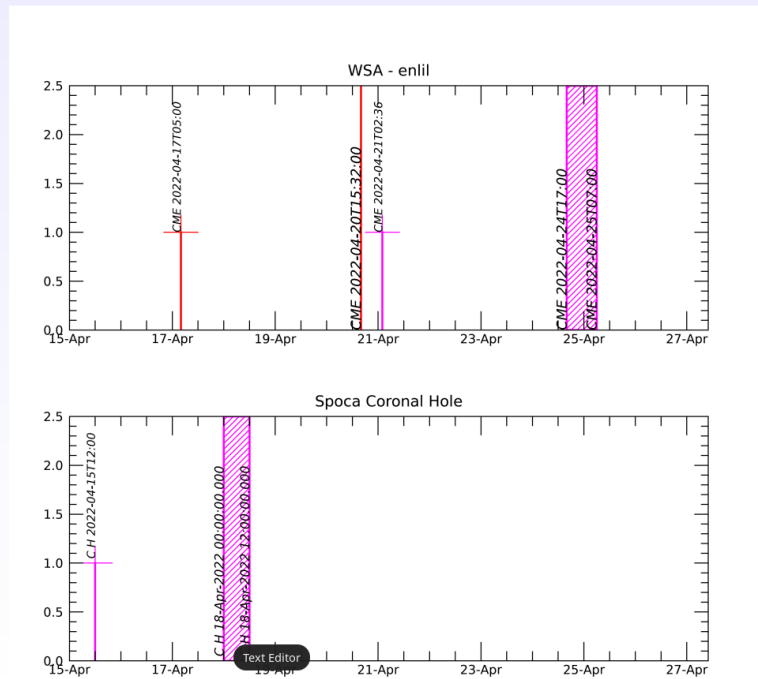 WSA - enlil
2.5
2.0
1.5
1.0
0.5
0.0
CME 2022-04-17T05:00
CME 2022-04-20T15:32:00
CME 2022-04-21T02:36
CME 2022-04-24T17:00
CME 2022-04-25T07:00
15-Apr 17-Apr 19-Apr 21-Apr 23-Apr 25-Apr 27-Apr
Spoca Coronal Hole
2.5
2.0
1.5
1.0
0.5
0.0
C H 2022-04-15T12:00
C H 18-Apr-2022 00:00:00.000
H 18-Apr-2022 12:00:00.000
Text Editor
15-Apr 17-Apr 19-Apr 21-Apr 23-Apr 25-Apr 27-Apr